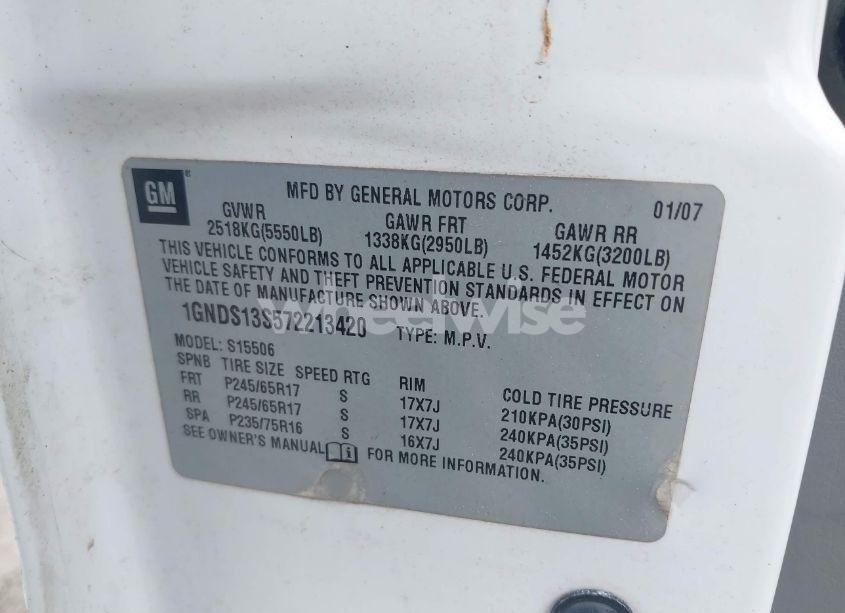 GM ®
MFD BY GENERAL MOTORS CORP. 01/07
GVWR GAWR FRT GAWR RR
2518KG(5550LB) 1338KG(2950LB) 1452KG(3200LB)
THIS VEHICLE CONFORMS TO ALL APPLICABLE U.S. FEDERAL MOTOR
VEHICLE SAFETY AND THEFT PREVENTION STANDARDS IN EFFECT ON
THE DATE OF MANUFACTURE SHOWN ABOVE.
1GNDS13S572213420 TYPE: M.P.V.
wheelwise
MODEL: S15506
SPNB TIRE SIZE SPEED RTG RIM COLD TIRE PRESSURE
FRT P245/65R17 S 17X7J 210KPA(30PSI)
RR P245/65R17 S 17X7J 240KPA(35PSI)
SPA P235/75R16 S 16X7J 240KPA(35PSI)
SEE OWNER'S MANUAL FOR MORE INFORMATION.